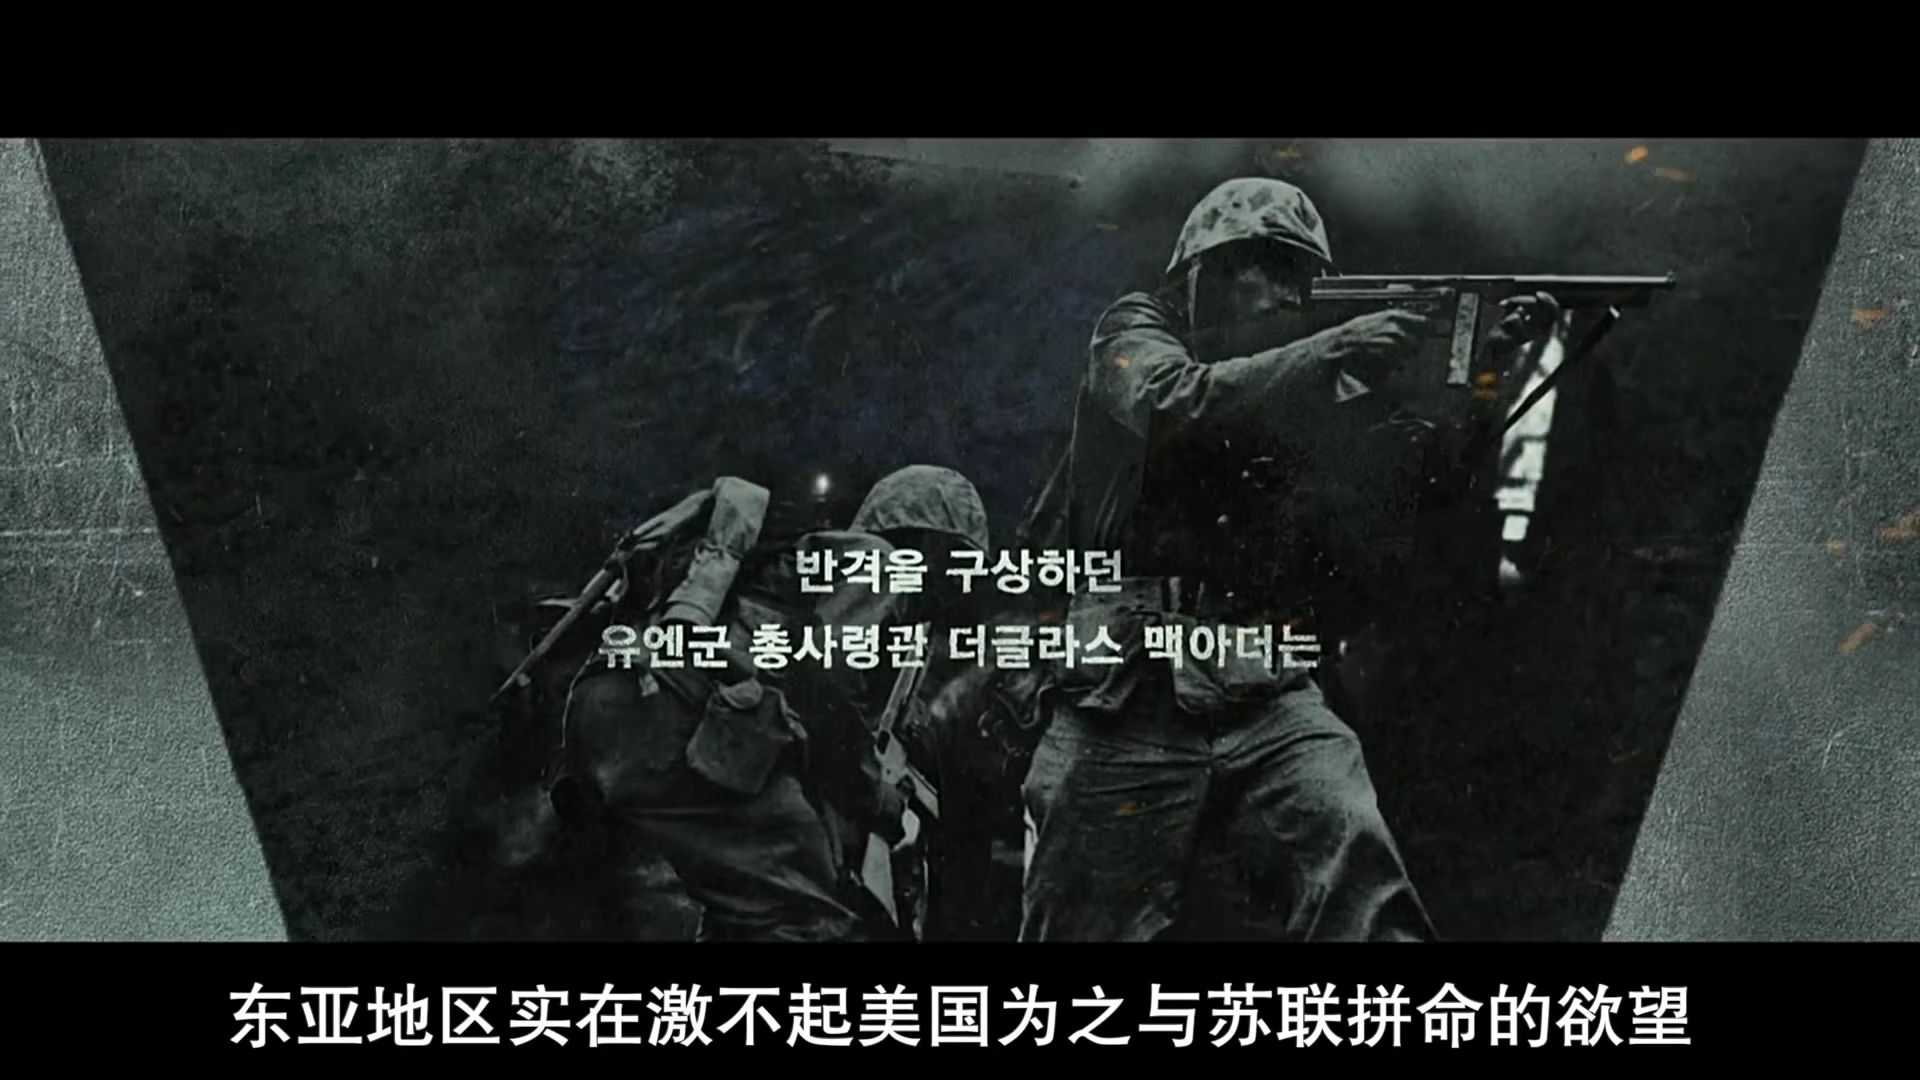 반격을 구상하던
유엔군 총사령관 더글라스 맥아더는
东亚地区实在激不起美国为之与苏联拼命的欲望